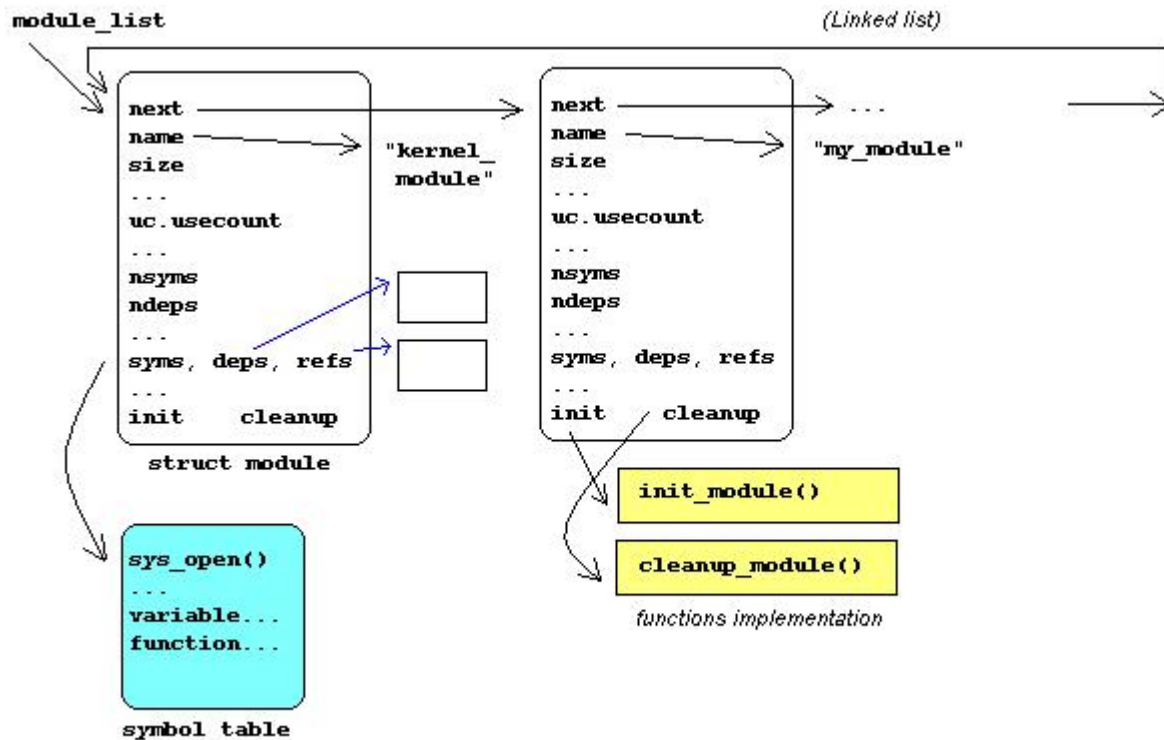 module_list
(Linked list)
next
name
size
...
uc.usecount
...
nsyms
ndeps
...
syms, deps, refs
...
init cleanup
struct module
"kernel_
module"
next
name
size
...
uc.usecount
...
nsyms
ndeps
...
syms, deps, refs
...
init cleanup
...
"my_module"
init_module()
cleanup_module()
functions implementation
sys_open()
...
variable...
function...
symbol table